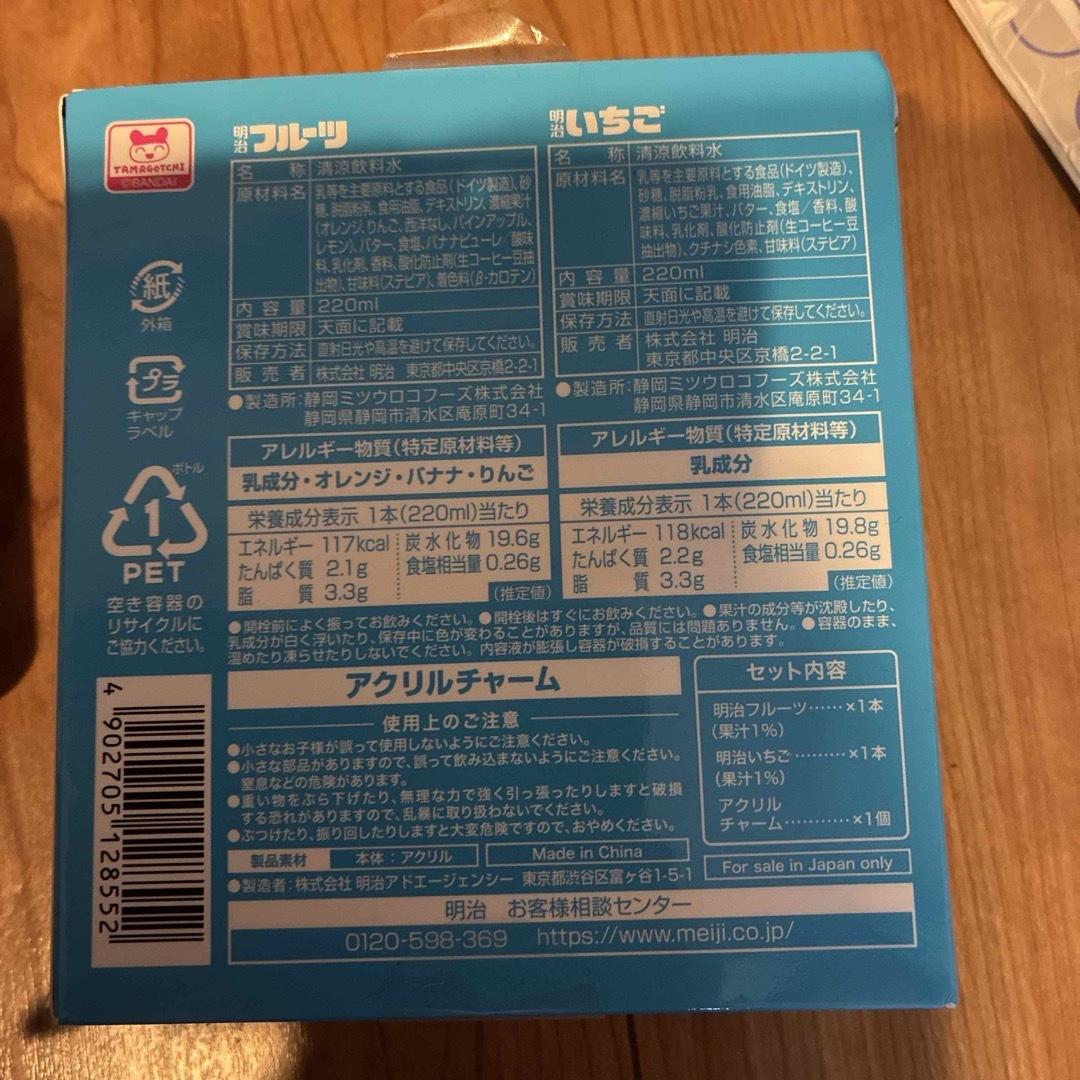 TAMAGOTCHI
©BANDAI
紙
外箱
プラ
キャップ
ラベル
ボトル
1
PET
空き容器の
リサイクルに
ご協力ください。
4 902705 128552
明治 フルーツ
名称 清涼飲料水
原材料名 乳等を主要原料とする食品(ドイツ製造)、砂
糖、脱脂粉乳、食用油脂、デキストリン、濃縮果汁
(オレンジ、りんご、西洋なし、パインアップル、
レモン)、バター、食塩、バナナピューレ/酸味
料、乳化剤、香料、酸化防止剤(生コーヒー豆抽
出物)、甘味料(ステビア)、着色料(β-カロテン)
内容量 220ml
賞味期限 天面に記載
保存方法 直射日光や高温を避けて保存してください。
販売者 株式会社 明治 東京都中央区京橋2-2-1
●製造所:静岡ミツウロコフーズ株式会社
静岡県静岡市清水区庵原町34-1
アレルギー物質(特定原材料等)
乳成分・オレンジ・バナナ・りんご
栄養成分表示 1本(220ml)当たり
エネルギー 117kcal 炭水化物 19.6g
たんぱく質 2.1g 食塩相当量 0.26g
脂質 3.3g (推定値)
明治 いちご
名称 清涼飲料水
原材料名 乳等を主要原料とする食品(ドイツ製造)、
砂糖、脱脂粉乳、食用油脂、デキストリン、
濃縮いちご果汁、バター、食塩/香料、酸
味料、乳化剤、酸化防止剤(生コーヒー豆
抽出物)、クチナシ色素、甘味料(ステビア)
内容量 220ml
賞味期限 天面に記載
保存方法 直射日光や高温を避けて保存してください。
販売者 株式会社 明治
東京都中央区京橋2-2-1
●製造所:静岡ミツウロコフーズ株式会社
静岡県静岡市清水区庵原町34-1
アレルギー物質(特定原材料等)
乳成分
栄養成分表示 1本(220ml)当たり
エネルギー 118kcal 炭水化物 19.8g
たんぱく質 2.2g 食塩相当量 0.26g
脂質 3.3g (推定値)
●開栓前によく振ってお飲みください。●開栓後はすぐにお飲みください。●果汁の成分等が沈殿したり、
乳成分が白く浮いたり、保存中に色が変わることがありますが、品質には問題ありません。●容器のまま、
温めたり凍らせたりしないでください。内容液が膨張し容器が破損することがあります。
アクリルチャーム
使用上のご注意
●小さなお子様が誤って使用しないようにご注意ください。
●小さな部品がありますので、誤って飲み込まないようにご注意ください。
窒息などの危険があります。
●重い物をぶら下げたり、無理な力で強く引っ張ったりしますと破損
する恐れがありますので、乱暴に取り扱わないでください。
●ぶつけたり、振り回したりしますと大変危険ですので、おやめください。
製品素材 本体:アクリル Made in China
●製造者:株式会社 明治アドエージェンシー 東京都渋谷区富ヶ谷1-5-1
セット内容
明治フルーツ……×1本
(果汁1%)
明治いちご………×1本
(果汁1%)
アクリル
チャーム…………×1個
For sale in Japan only
明治 お客様相談センター
0120-598-369 https://www.meiji.co.jp/